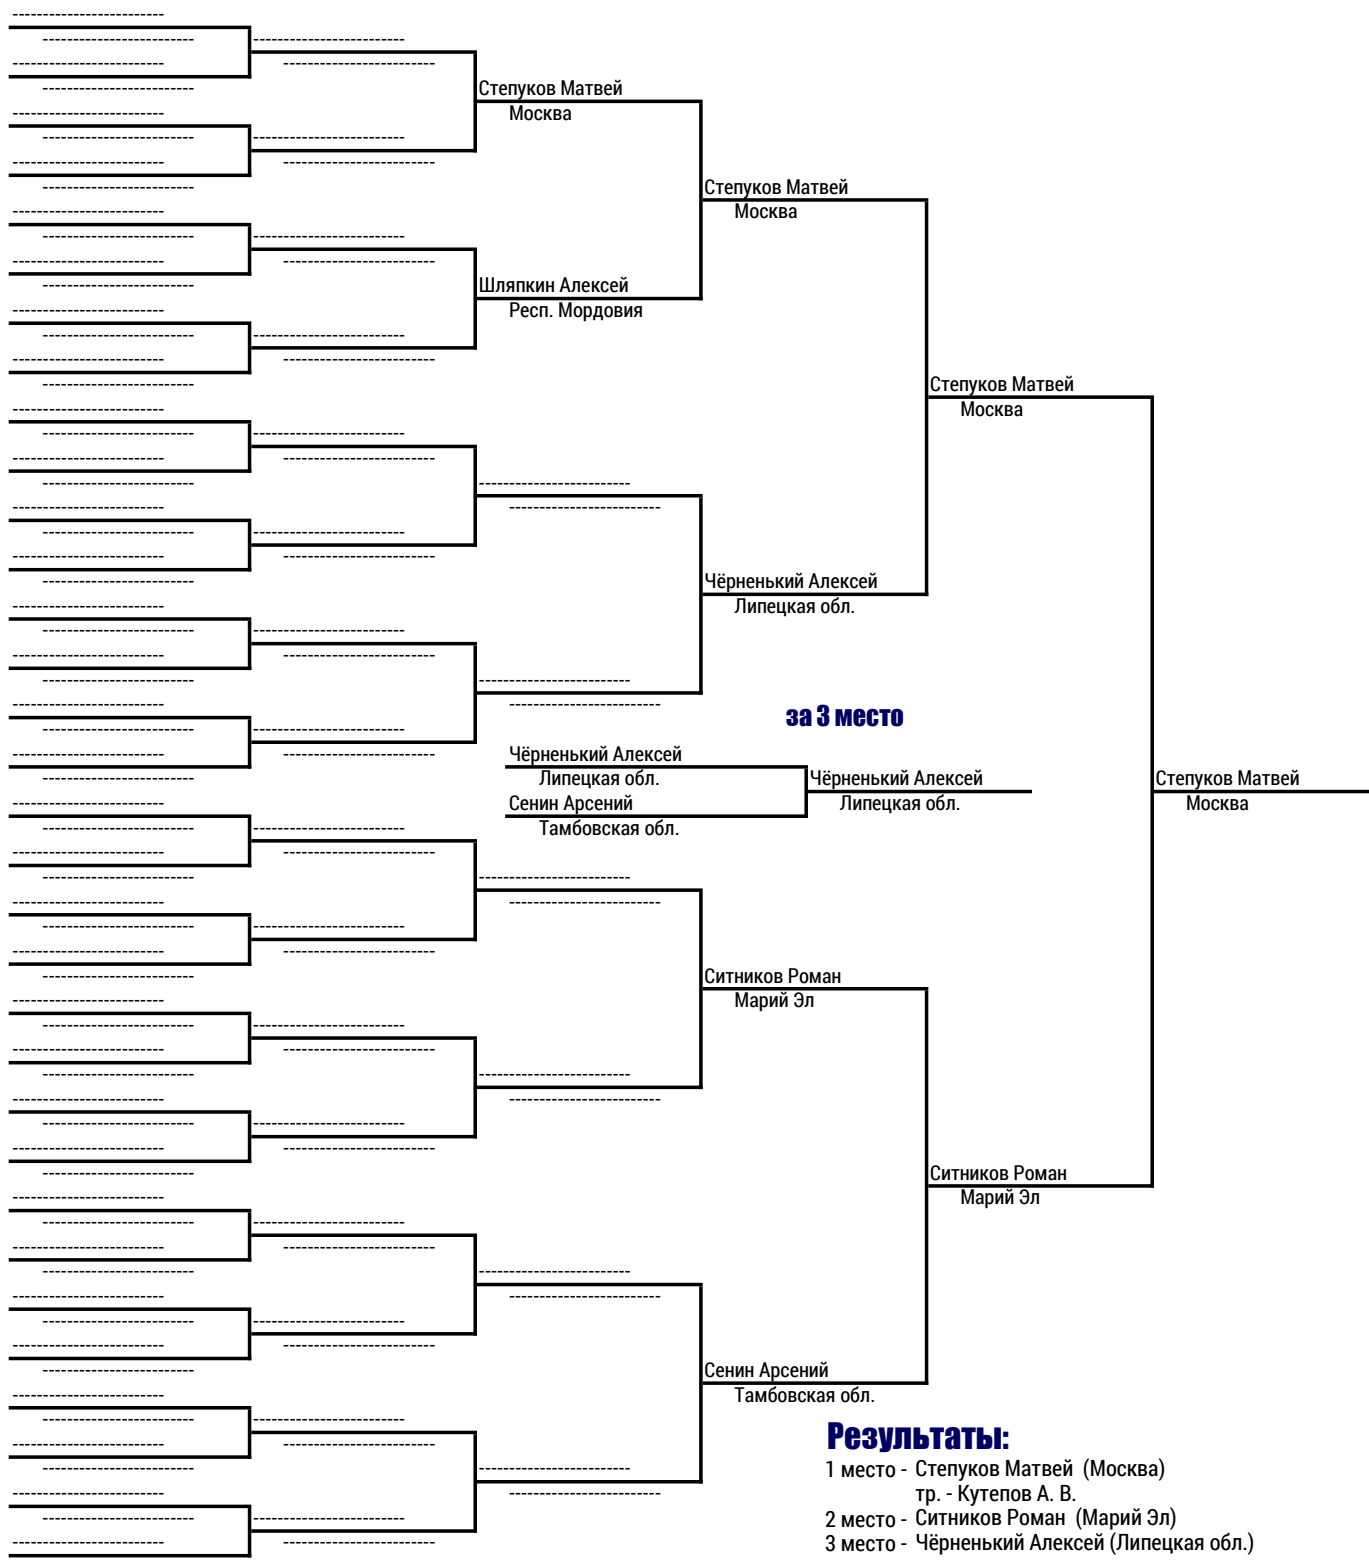 Степуков Матвей
Москва
Степуков Матвей
Москва
Шляпкин Алексей
Респ. Мордовия
Степуков Матвей
Москва
Чёрненький Алексей
Липецкая обл.
за 3 место
Чёрненький Алексей
Липецкая обл.
Сенин Арсений
Тамбовская обл.
Чёрненький Алексей
Липецкая обл.
Степуков Матвей
Москва
Ситников Роман
Марий Эл
Ситников Роман
Марий Эл
Сенин Арсений
Тамбовская обл.
Результаты:
1 место - Степуков Матвей (Москва)
тр. - Кутепов А. В.
2 место - Ситников Роман (Марий Эл)
3 место - Чёрненький Алексей (Липецкая обл.)